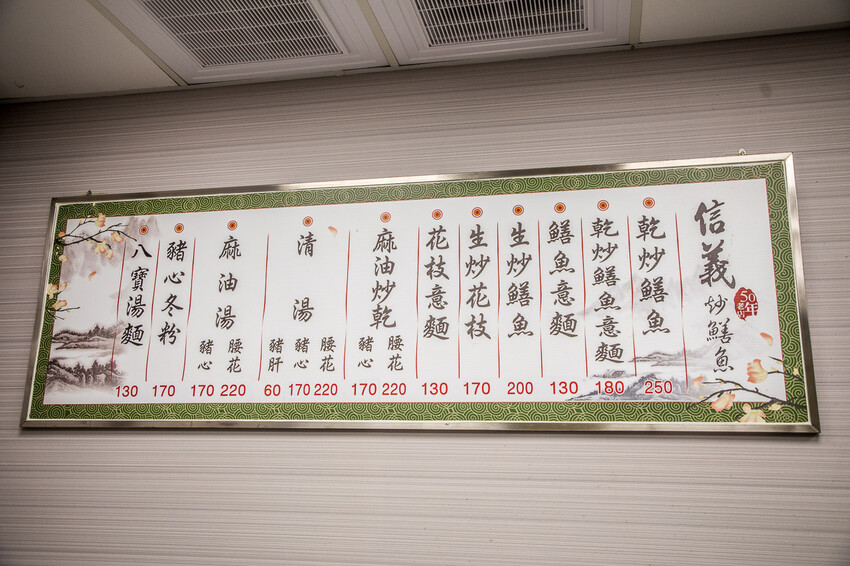 信義炒鱔魚
50年老店
乾炒鱔魚 250
乾炒鱔魚意麵 180
鱔魚意麵 130
生炒鱔魚 200
生炒花枝 170
花枝意麵 130
麻油炒乾 腰花 220 豬心 170
清湯 腰花 220 豬心 170 豬肝 60
麻油湯 腰花 220 豬心 170
豬心冬粉 170
八寶湯麵 130